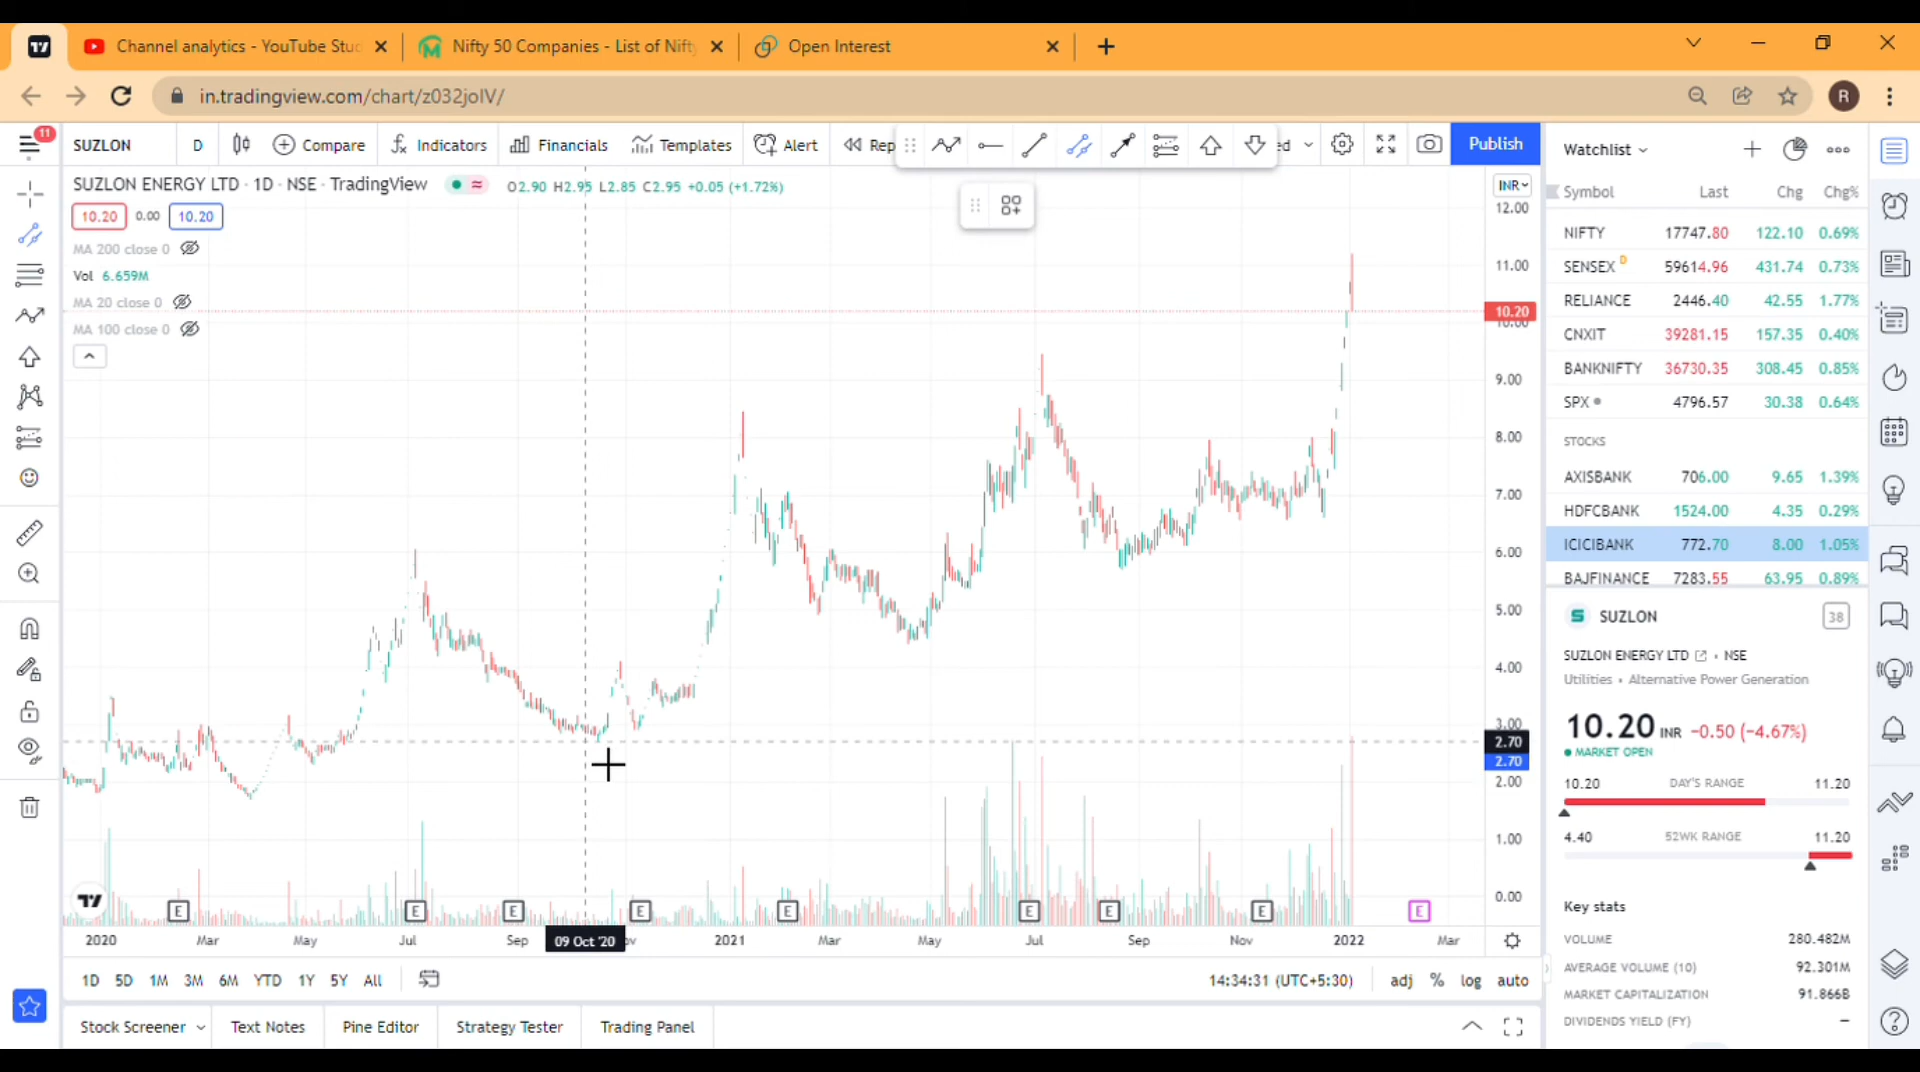 Channel analytics - YouTube Stu
Nifty 50 Companies - List of Nifty
Open Interest
in.tradingview.com/chart/z032joIV/
R
11
SUZLON
D
Compare
Indicators
Financials
Templates
Alert
Rep
ed
Publish
SUZLON ENERGY LTD · 1D · NSE · TradingView
O2.90 H2.95 L2.85 C2.95 +0.05 (+1.72%)
10.20 0.00 10.20
MA 200 close 0
Vol 6.659M
MA 20 close 0
MA 100 close 0
INR
12.00
11.00
10.20
10.00
9.00
8.00
7.00
6.00
5.00
4.00
3.00
2.70
2.70
2.00
1.00
0.00
E E E E E E E E E
2020 Mar May Jul Sep 09 Oct '20 ov 2021 Mar May Jul Sep Nov 2022 Mar
1D 5D 1M 3M 6M YTD 1Y 5Y All
14:34:31 (UTC+5:30) adj % log auto
Stock Screener Text Notes Pine Editor Strategy Tester Trading Panel
Watchlist
Symbol Last Chg Chg%
NIFTY 17747.80 122.10 0.69%
SENSEX D 59614.96 431.74 0.73%
RELIANCE 2446.40 42.55 1.77%
CNXIT 39281.15 157.35 0.40%
BANKNIFTY 36730.35 308.45 0.85%
SPX 4796.57 30.38 0.64%
STOCKS
AXISBANK 706.00 9.65 1.39%
HDFCBANK 1524.00 4.35 0.29%
ICICIBANK 772.70 8.00 1.05%
BAJFINANCE 7283.55 63.95 0.89%
S SUZLON 38
SUZLON ENERGY LTD · NSE
Utilities · Alternative Power Generation
10.20 INR −0.50 (−4.67%)
MARKET OPEN
10.20 DAY'S RANGE 11.20
4.40 52WK RANGE 11.20
Key stats
VOLUME 280.482M
AVERAGE VOLUME (10) 92.301M
MARKET CAPITALIZATION 91.866B
DIVIDENDS YIELD (FY) —